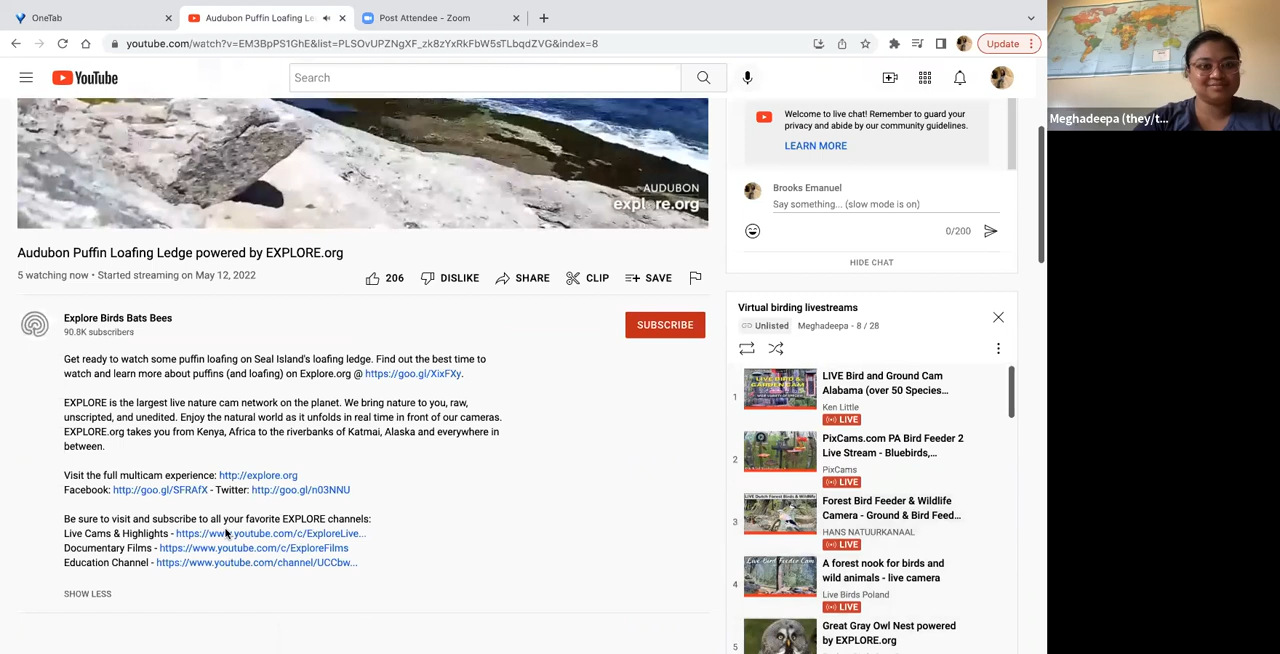 OneTab
Audubon Puffin Loafing Le
Post Attendee - Zoom
youtube.com/watch?v=EM3BpPS1GhE&list=PLSOvUPZNgXF_zk8zYxRkFbW5sTLbqdZVG&index=8
Update
YouTube
Search
Meghadeepa (they/t...
AUDUBON
explore.org
Welcome to live chat! Remember to guard your
privacy and abide by our community guidelines.
LEARN MORE
Brooks Emanuel
Say something... (slow mode is on)
0/200
HIDE CHAT
Audubon Puffin Loafing Ledge powered by EXPLORE.org
5 watching now • Started streaming on May 12, 2022
206 DISLIKE SHARE CLIP SAVE
Explore Birds Bats Bees
90.8K subscribers
SUBSCRIBE
Get ready to watch some puffin loafing on Seal Island's loafing ledge. Find out the best time to
watch and learn more about puffins (and loafing) on Explore.org @ https://goo.gl/XixFXy.
EXPLORE is the largest live nature cam network on the planet. We bring nature to you, raw,
unscripted, and unedited. Enjoy the natural world as it unfolds in real time in front of our cameras.
EXPLORE.org takes you from Kenya, Africa to the riverbanks of Katmai, Alaska and everywhere in
between.
Visit the full multicam experience: http://explore.org
Facebook: http://goo.gl/SFRAfX - Twitter: http://goo.gl/n03NNU
Be sure to visit and subscribe to all your favorite EXPLORE channels:
Live Cams & Highlights - https://www.youtube.com/c/ExploreLive...
Documentary Films - https://www.youtube.com/c/ExploreFilms
Education Channel - https://www.youtube.com/channel/UCCbw...
SHOW LESS
Virtual birding livestreams
Unlisted Meghadeepa - 8 / 28
1
LIVE Bird and Ground Cam
Alabama (over 50 Species...
Ken Little
LIVE
2
PixCams.com PA Bird Feeder 2
Live Stream - Bluebirds,...
PixCams
LIVE
3
Forest Bird Feeder & Wildlife
Camera - Ground & Bird Feed...
HANS NATUURKANAAL
LIVE
4
A forest nook for birds and
wild animals - live camera
Live Birds Poland
LIVE
5
Great Gray Owl Nest powered
by EXPLORE.org